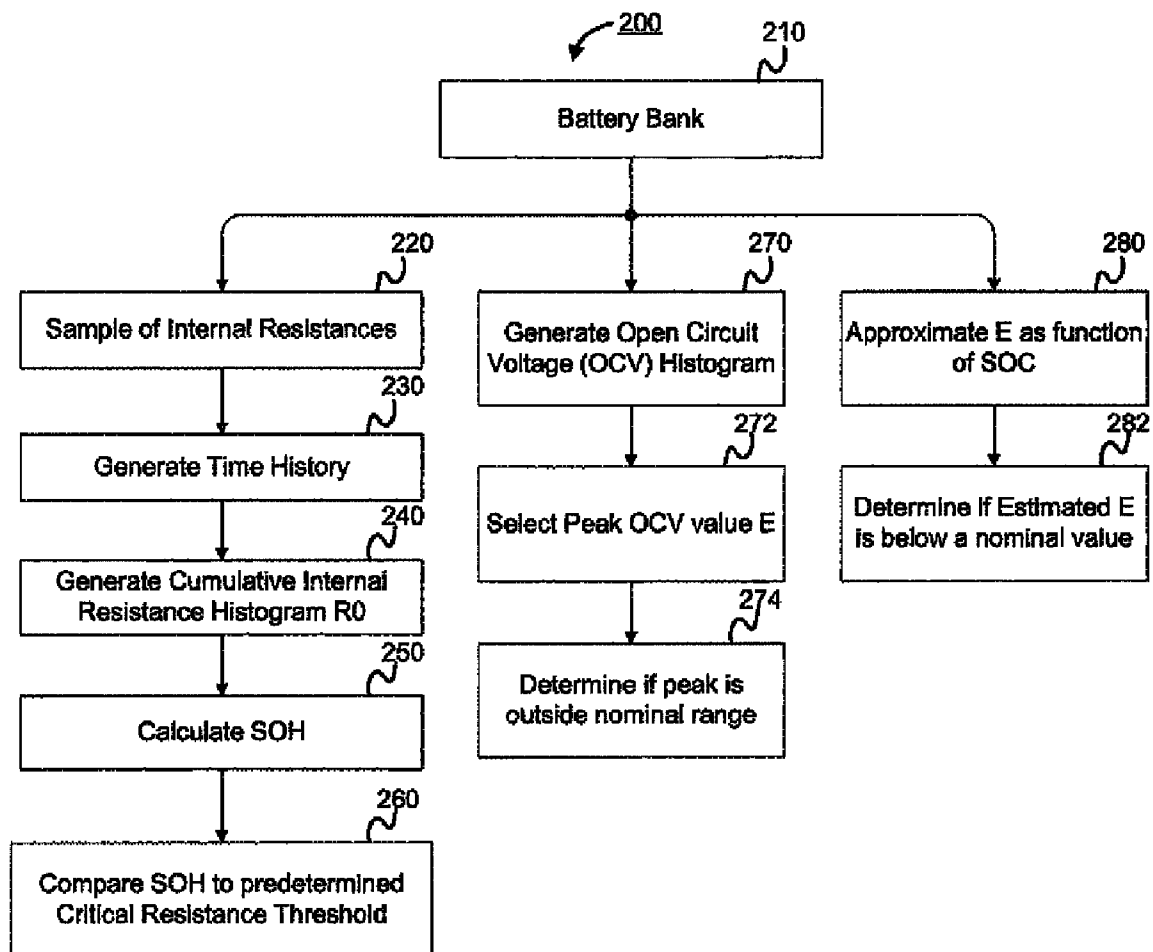 200
210
Battery Bank
220
Sample of Internal Resistances
230
Generate Time History
240
Generate Cumulative Internal
Resistance Histogram R0
250
Calculate SOH
260
Compare SOH to predetermined
Critical Resistance Threshold
270
Generate Open Circuit
Voltage (OCV) Histogram
272
Select Peak OCV value E
274
Determine if peak is
outside nominal range
280
Approximate E as function
of SOC
282
Determine if Estimated E
is below a nominal value